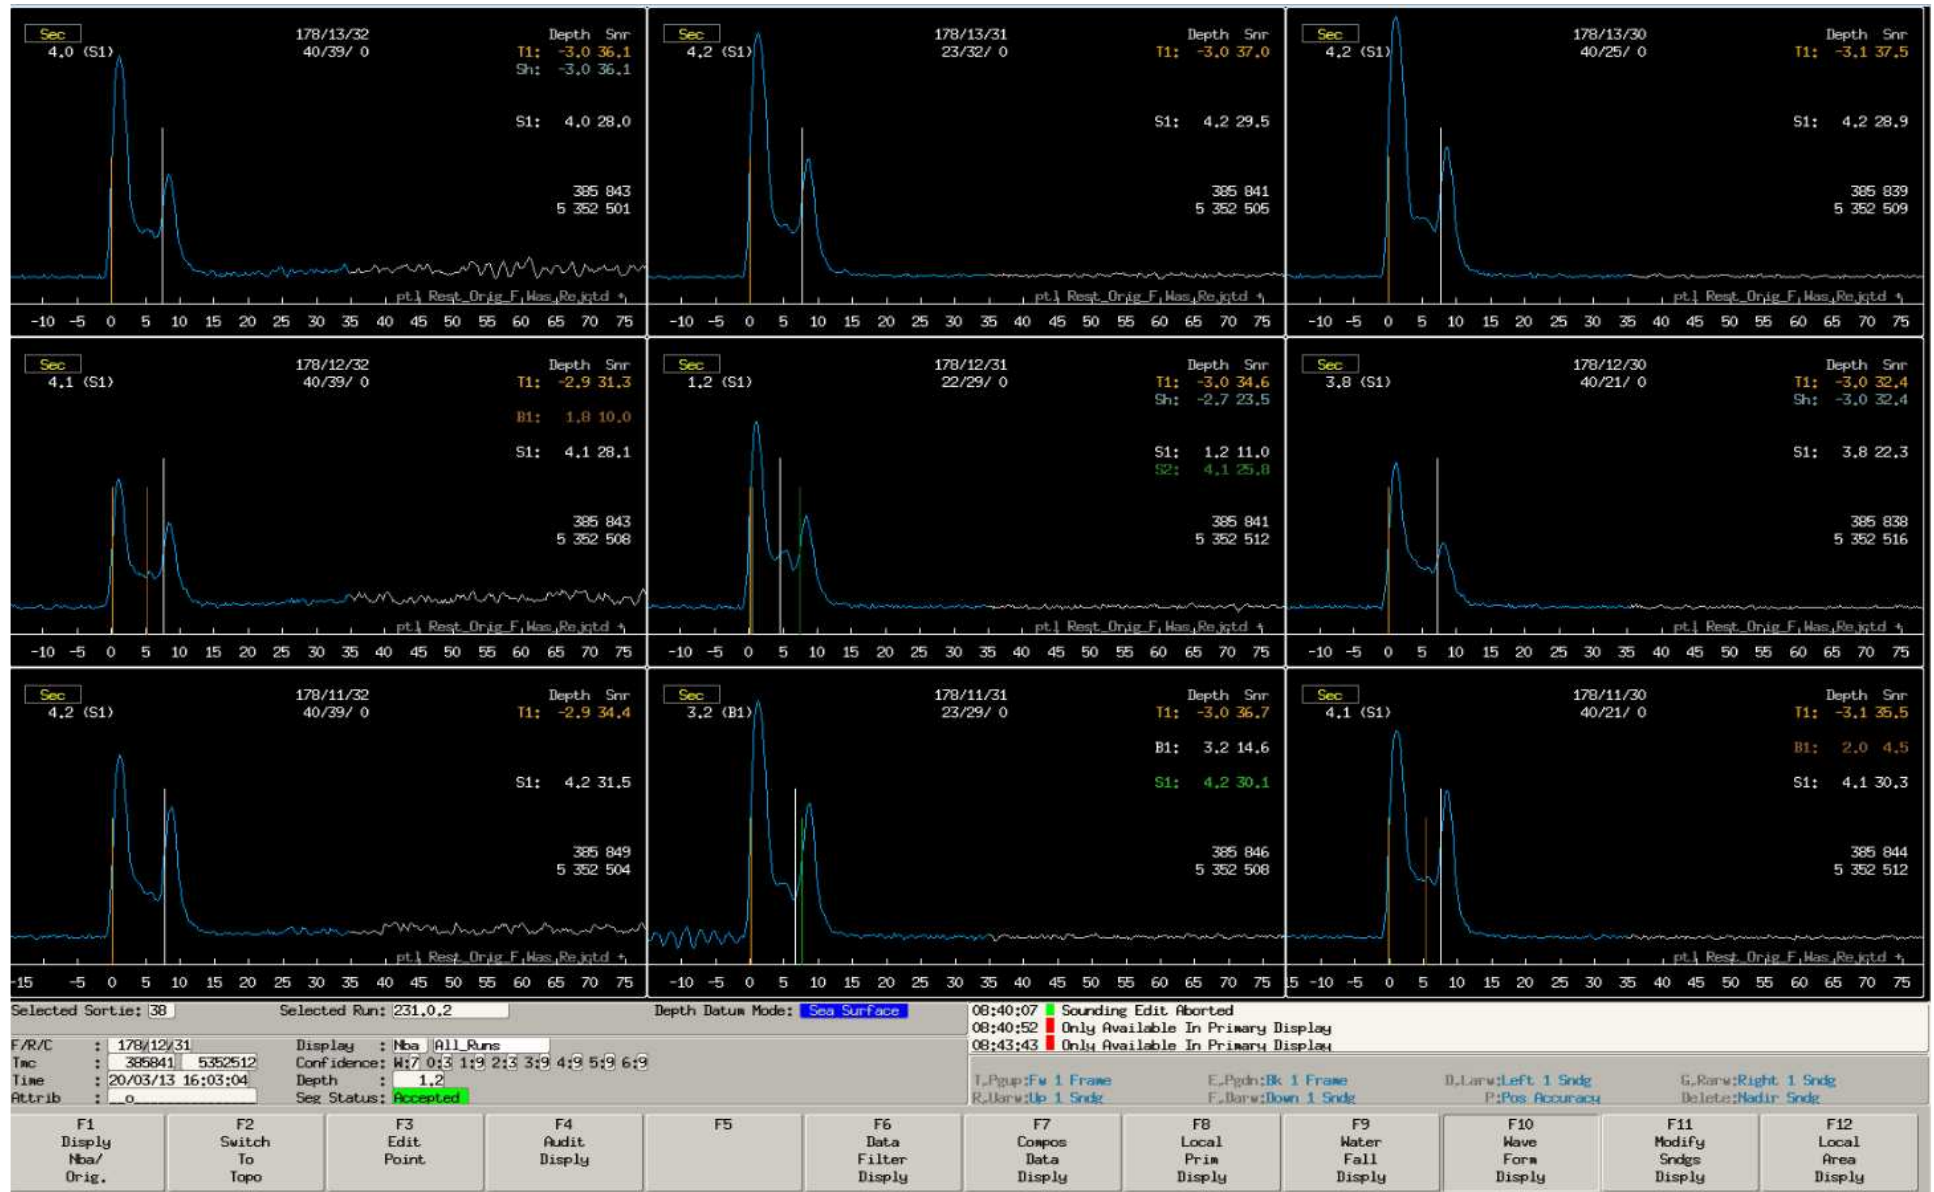 Sec 178/13/32 Depth Snr
4.0 (S1) 40/39/ 0 T1: -3.0 36.1
Sh: -3.0 36.1
S1: 4.0 28.0
385 843
5 352 501
ptl Rest_Orig_F Was Rejctd +
-10 -5 0 5 10 15 20 25 30 35 40 45 50 55 60 65 70 75
Sec 178/13/31 Depth Snr
4.2 (S1) 23/32/ 0 T1: -3.0 37.0
S1: 4.2 29.5
385 841
5 352 505
ptl Rest_Orig_F Was Rejctd +
-10 -5 0 5 10 15 20 25 30 35 40 45 50 55 60 65 70 75
Sec 178/13/30 Depth Snr
4.2 (S1) 40/25/ 0 T1: -3.1 37.5
S1: 4.2 28.9
385 839
5 352 509
ptl Rest_Orig_F Was Rejctd +
-10 -5 0 5 10 15 20 25 30 35 40 45 50 55 60 65 70 75
Sec 178/12/32 Depth Snr
4.1 (S1) 40/39/ 0 T1: -2.9 31.3
B1: 1.8 10.0
S1: 4.1 28.1
385 843
5 352 508
ptl Rest_Orig_F Was Rejctd +
-10 -5 0 5 10 15 20 25 30 35 40 45 50 55 60 65 70 75
Sec 178/12/31 Depth Snr
1.2 (S1) 22/29/ 0 T1: -3.0 34.6
Sh: -2.7 23.5
S1: 1.2 11.0
S2: 4.1 25.8
385 841
5 352 512
ptl Rest_Orig_F Was Rejctd +
-10 -5 0 5 10 15 20 25 30 35 40 45 50 55 60 65 70 75
Sec 178/12/30 Depth Snr
3.8 (S1) 40/21/ 0 T1: -3.0 32.4
Sh: -3.0 32.4
S1: 3.8 22.3
385 838
5 352 516
ptl Rest_Orig_F Was Rejctd +
-10 -5 0 5 10 15 20 25 30 35 40 45 50 55 60 65 70 75
Sec 178/11/32 Depth Snr
4.2 (S1) 40/39/ 0 T1: -2.9 34.4
S1: 4.2 31.5
385 849
5 352 504
ptl Rest_Orig_F Was Rejctd +
-15 -5 0 5 10 15 20 25 30 35 40 45 50 55 60 65 70 75
Sec 178/11/31 Depth Snr
3.2 (B1) 23/29/ 0 T1: -3.0 36.7
B1: 3.2 14.6
S1: 4.2 30.1
385 846
5 352 508
ptl Rest_Orig_F Was Rejctd +
-10 -5 0 5 10 15 20 25 30 35 40 45 50 55 60 65 70 75
Sec 178/11/30 Depth Snr
4.1 (S1) 40/21/ 0 T1: -3.1 35.5
B1: 2.0 4.5
S1: 4.1 30.3
385 844
5 352 512
ptl Rest_Orig_F Was Rejctd +
15 -5 0 5 10 15 20 25 30 35 40 45 50 55 60 65 70 75
Selected Sortie: 38 Selected Run: 231.0.2 Depth Datum Mode: Sea Surface
08:40:07 Sounding Edit Aborted
08:40:52 Only Available In Primary Display
08:43:43 Only Available In Primary Display
F/R/C : 178/12/31 Display : Nba All_Runs
Tmc : 385841 5352512 Confidence: W:7 0:3 1:9 2:3 3:9 4:9 5:9 6:9
Time : 20/03/13 16:03:04 Depth : 1.2
Attrib : __o_____________ Seg Status: Accepted
T,Pgup:Fw 1 Frame E,Pgdn:Bk 1 Frame D,Larw:Left 1 Sndg G,Rarw:Right 1 Sndg
R,Uarw:Up 1 Sndg F,Darw:Down 1 Sndg P:Pos Accuracy Delete:Nadir Sndg
F1 F2 F3 F4 F5 F6 F7 F8 F9 F10 F11 F12
Disply Switch Edit Audit Data Compos Local Water Wave Modify Local
Nba/ To Point Disply Filter Data Prim Fall Form Sndgs Area
Orig. Topo Disply Disply Disply Disply Disply Disply Disply